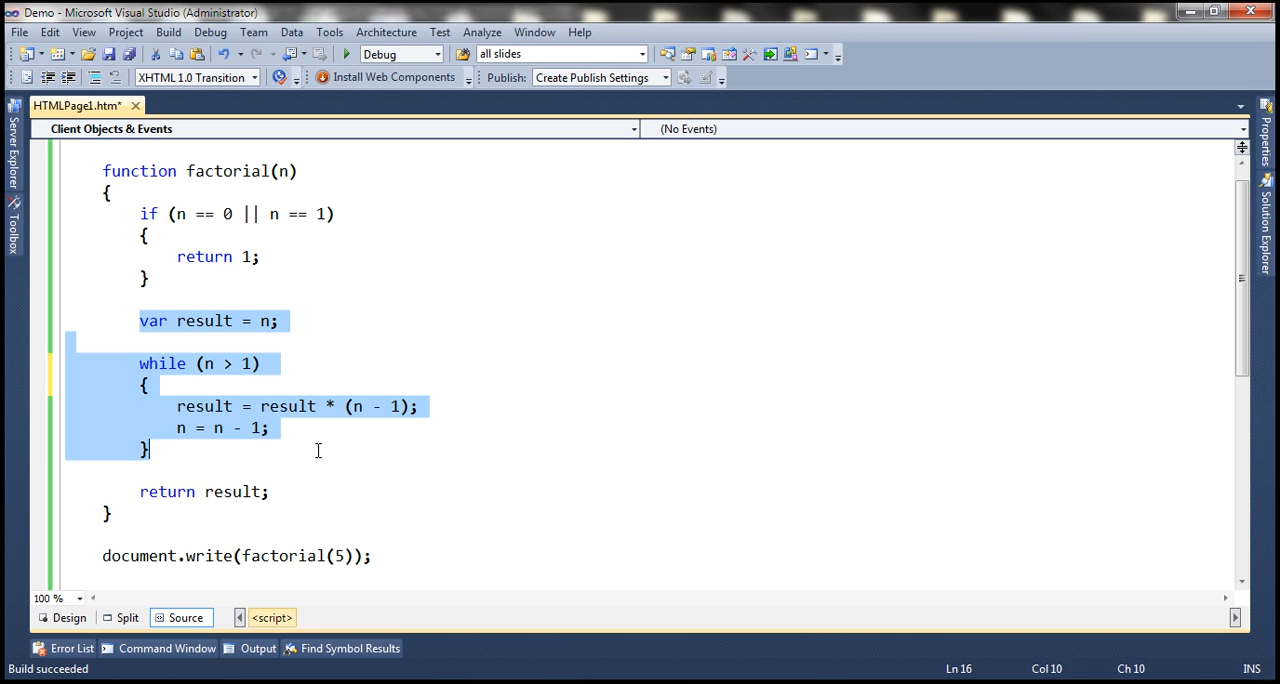 Demo - Microsoft Visual Studio (Administrator)
File Edit View Project Build Debug Team Data Tools Architecture Test Analyze Window Help
Debug all slides
XHTML 1.0 Transition Install Web Components Publish: Create Publish Settings
HTMLPage1.htm*
Client Objects & Events (No Events)
Server Explorer
Toolbox
Properties
Solution Explorer
function factorial(n)
{
if (n == 0 || n == 1)
{
return 1;
}
var result = n;
while (n > 1)
{
result = result * (n - 1);
n = n - 1;
}
return result;
}
document.write(factorial(5));
100 %
Design Split Source <script>
Error List Command Window Output Find Symbol Results
Build succeeded Ln 16 Col 10 Ch 10 INS